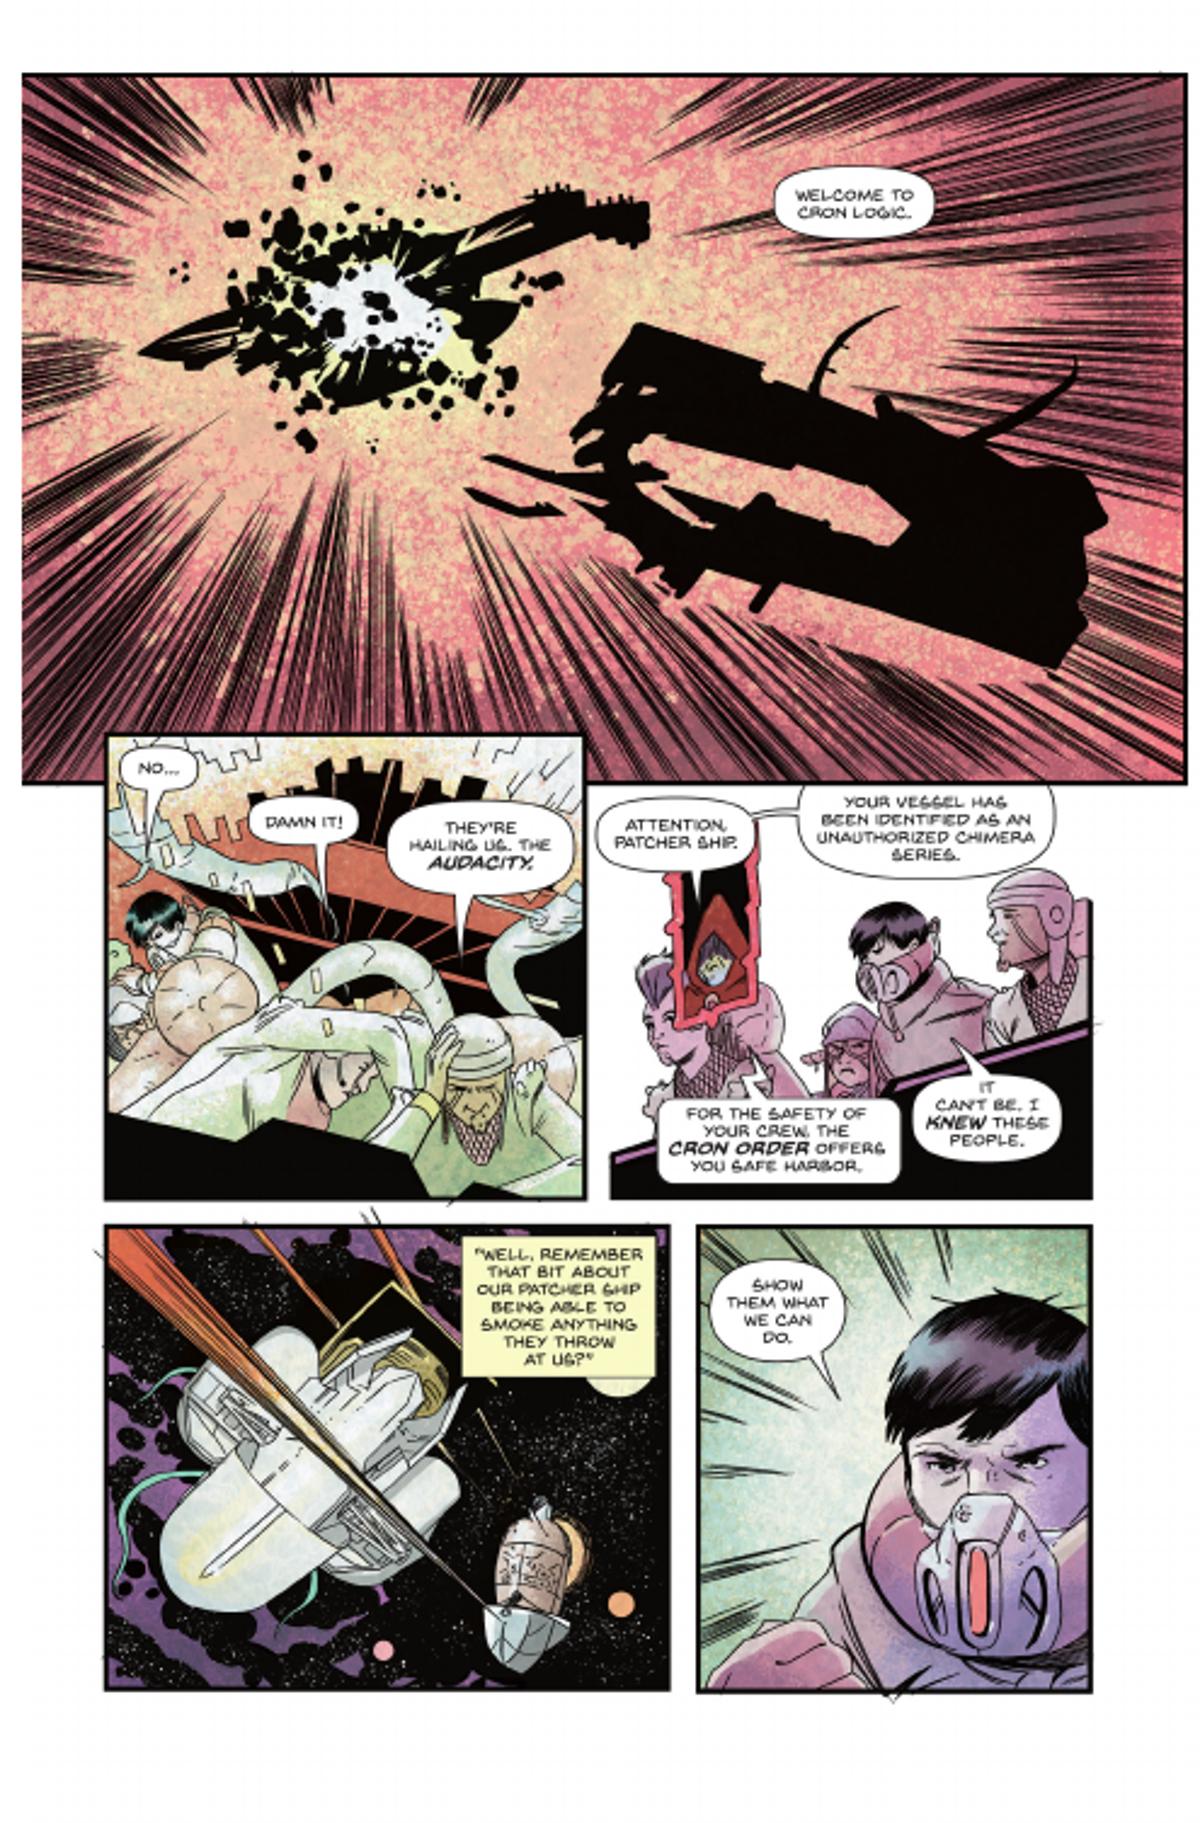 WELCOME TO
CRON LOGIC.
NO...
DAMN IT!
THEY'RE
HAILING US. THE
AUDACITY.
ATTENTION,
PATCHER SHIP.
YOUR VESSEL HAS
BEEN IDENTIFIED AS AN
UNAUTHORIZED CHIMERA
SERIES.
FOR THE SAFETY OF
YOUR CREW, THE
CRON ORDER OFFERS
YOU SAFE HARBOR.
IT
CAN'T BE. I
KNEW THESE
PEOPLE.
"WELL, REMEMBER
THAT BIT ABOUT
OUR PATCHER SHIP
BEING ABLE TO
SMOKE ANYTHING
THEY THROW
AT US?"
SHOW
THEM WHAT
WE CAN
DO.